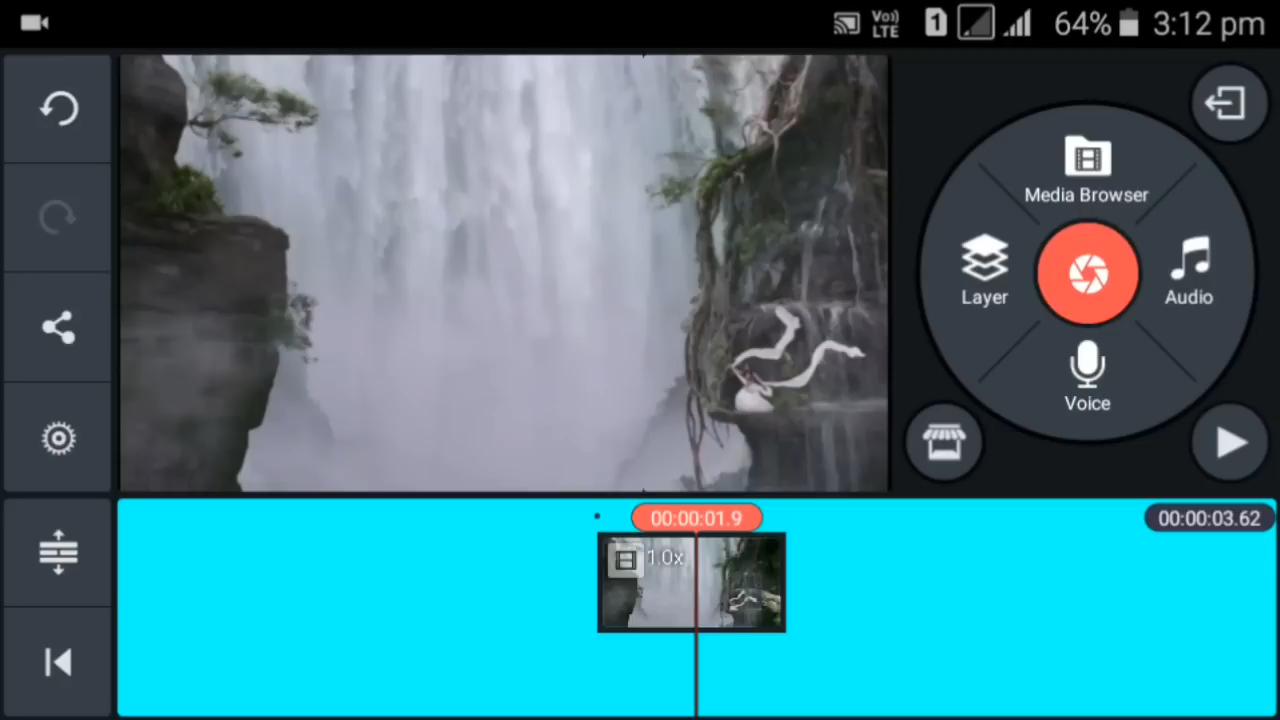 Vo))
LTE
1
64%
3:12 pm
Media Browser
Layer
Audio
Voice
00:00:01.9
00:00:03.62
1.0x